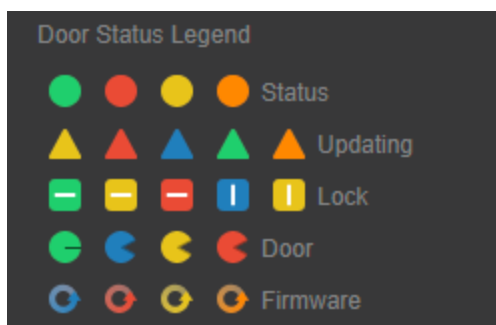 Door Status Legend
Status
Updating
Lock
Door
Firmware